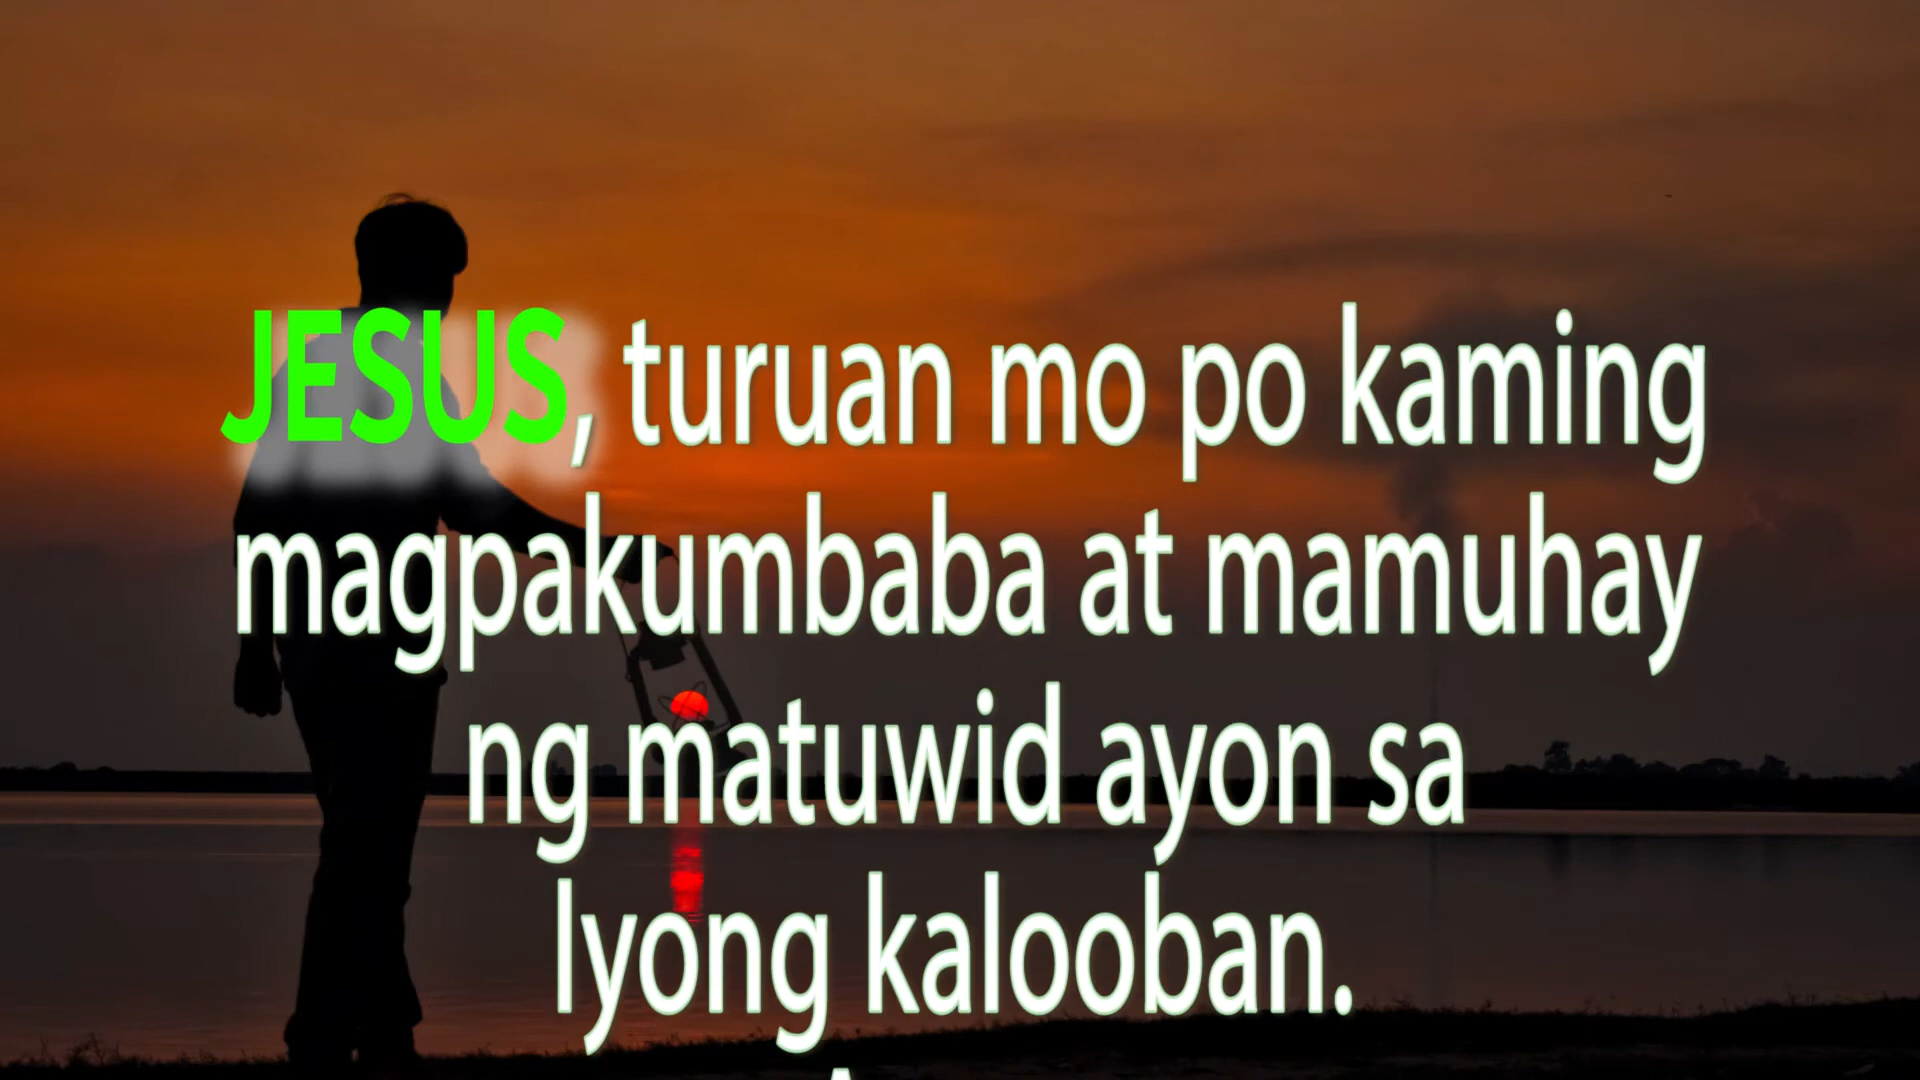 JESUS, turuan mo po kaming
magpakumbaba at mamuhay
ng matuwid ayon sa
Iyong kalooban.